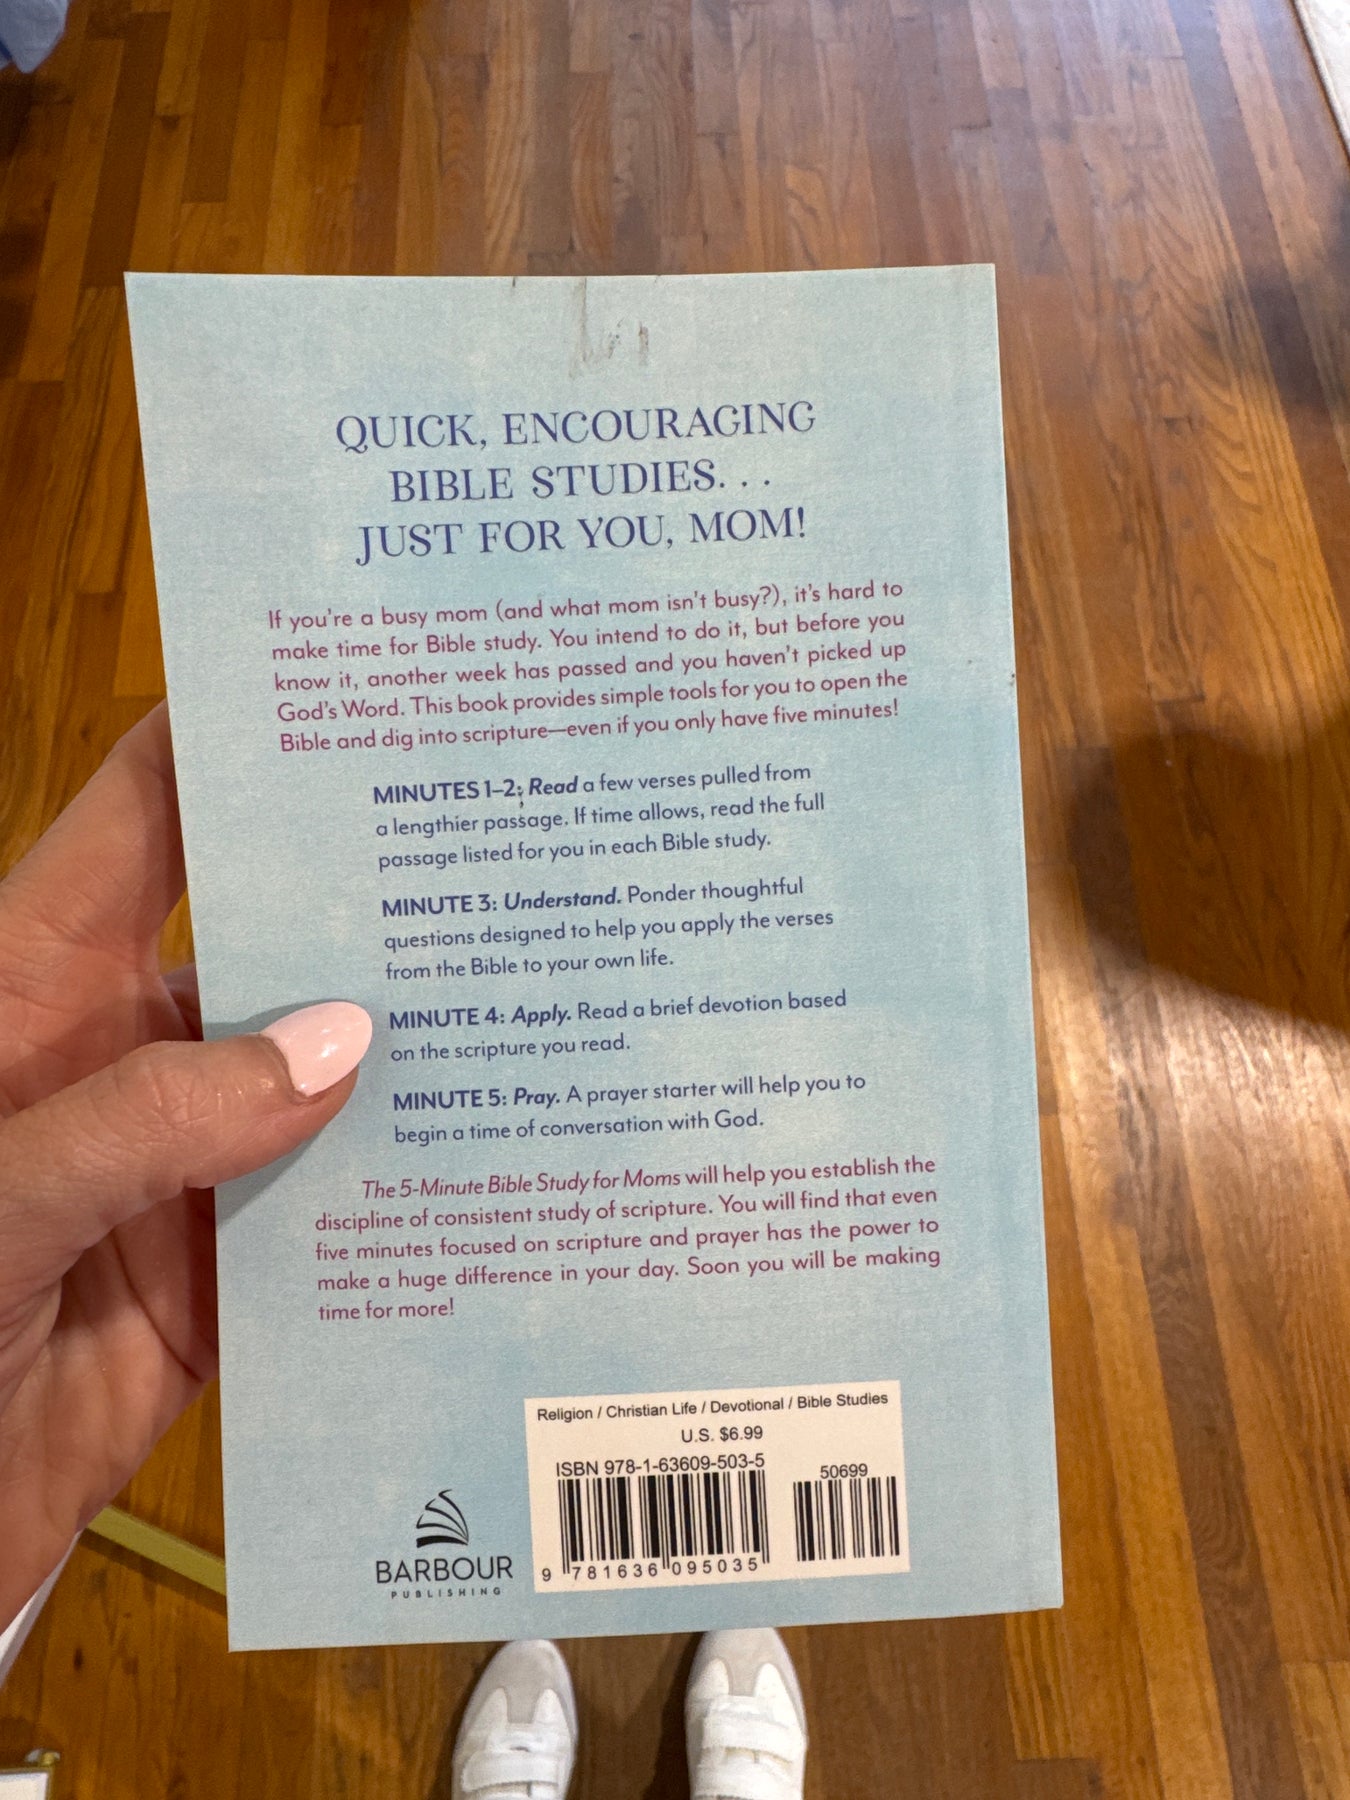 QUICK, ENCOURAGING
BIBLE STUDIES. . .
JUST FOR YOU, MOM!
If you're a busy mom (and what mom isn't busy?), it's hard to
make time for Bible study. You intend to do it, but before you
know it, another week has passed and you haven't picked up
God's Word. This book provides simple tools for you to open the
Bible and dig into scripture—even if you only have five minutes!
MINUTES 1–2: Read a few verses pulled from
a lengthier passage. If time allows, read the full
passage listed for you in each Bible study.
MINUTE 3: Understand. Ponder thoughtful
questions designed to help you apply the verses
from the Bible to your own life.
MINUTE 4: Apply. Read a brief devotion based
on the scripture you read.
MINUTE 5: Pray. A prayer starter will help you to
begin a time of conversation with God.
The 5-Minute Bible Study for Moms will help you establish the
discipline of consistent study of scripture. You will find that even
five minutes focused on scripture and prayer has the power to
make a huge difference in your day. Soon you will be making
time for more!
Religion / Christian Life / Devotional / Bible Studies
U.S. $6.99
ISBN 978-1-63609-503-5
50699
9 781636 095035
BARBOUR
PUBLISHING